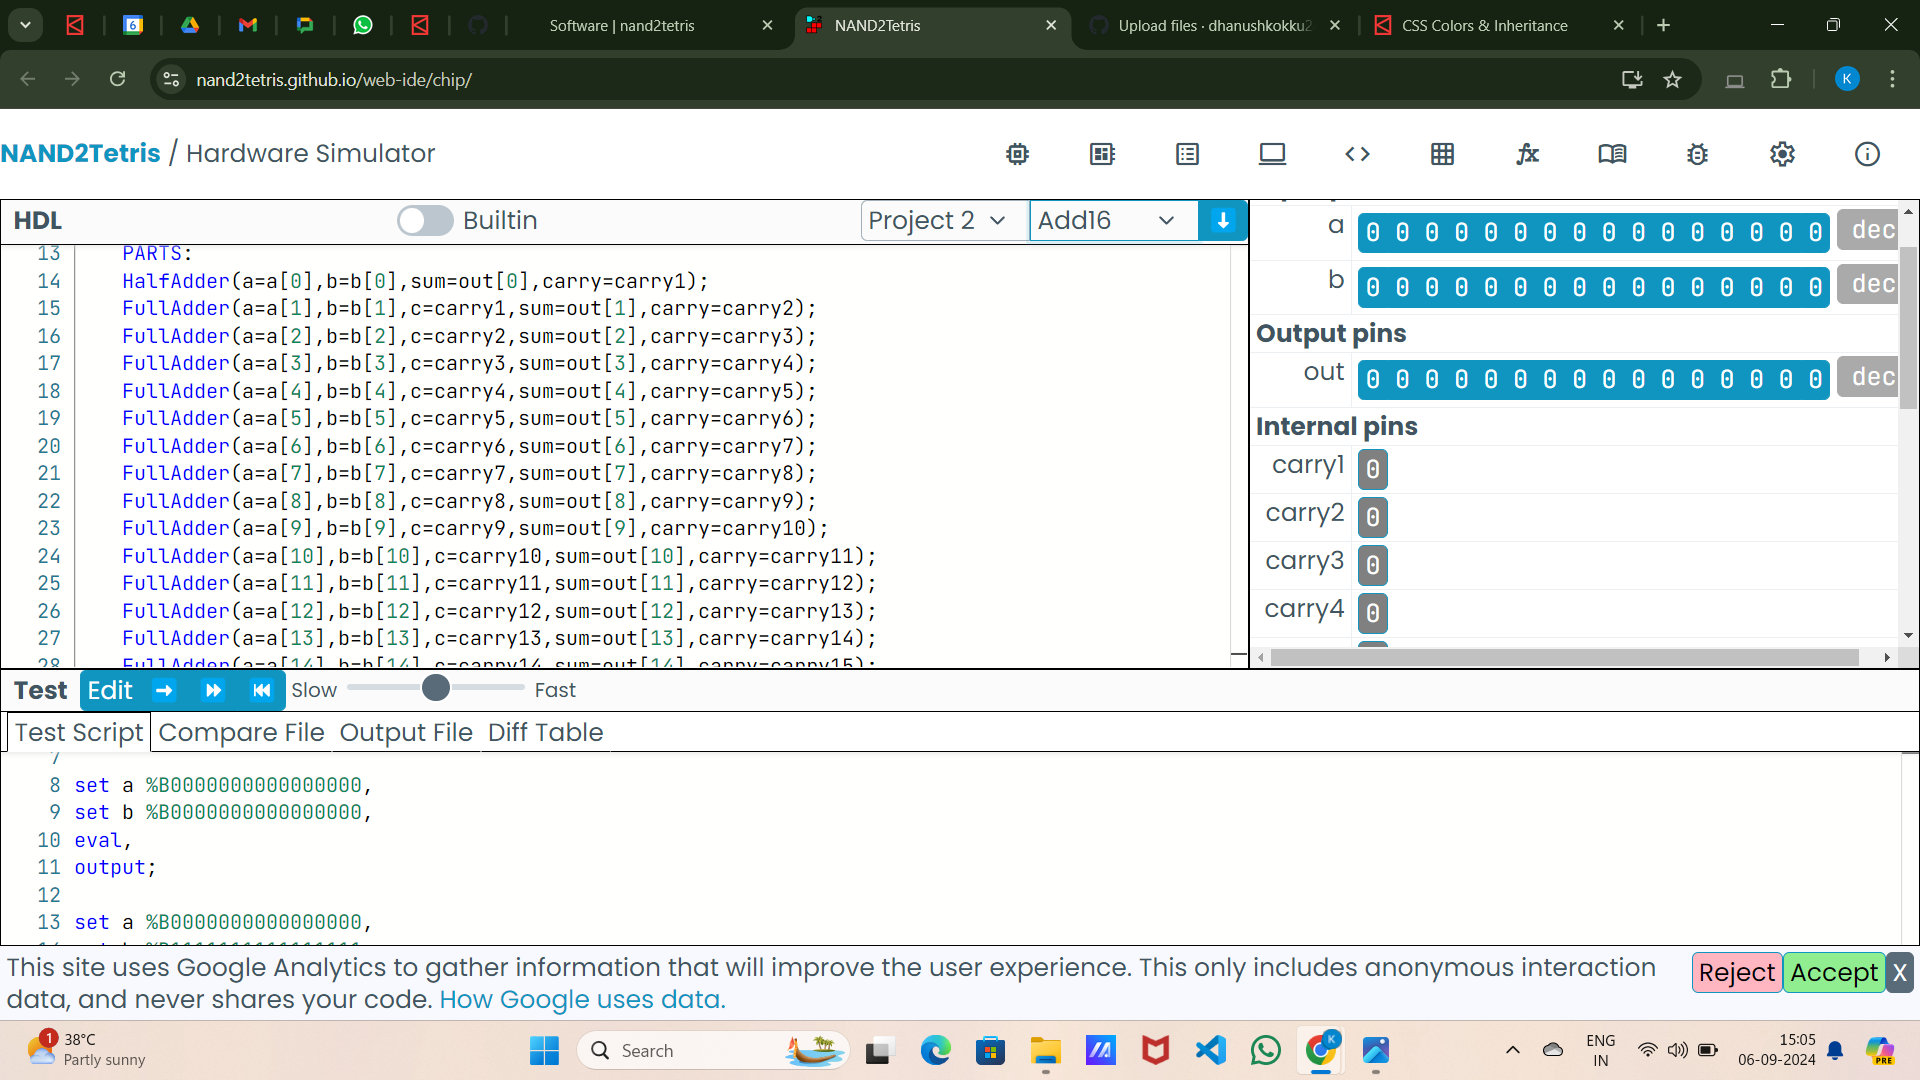 6
Software | nand2tetris
NAND2Tetris
Upload files · dhanushkokku2
CSS Colors & Inheritance
nand2tetris.github.io/web-ide/chip/
K
NAND2Tetris / Hardware Simulator
HDL
Builtin
Project 2
Add16
13 PARTS:
14 HalfAdder(a=a[0],b=b[0],sum=out[0],carry=carry1);
15 FullAdder(a=a[1],b=b[1],c=carry1,sum=out[1],carry=carry2);
16 FullAdder(a=a[2],b=b[2],c=carry2,sum=out[2],carry=carry3);
17 FullAdder(a=a[3],b=b[3],c=carry3,sum=out[3],carry=carry4);
18 FullAdder(a=a[4],b=b[4],c=carry4,sum=out[4],carry=carry5);
19 FullAdder(a=a[5],b=b[5],c=carry5,sum=out[5],carry=carry6);
20 FullAdder(a=a[6],b=b[6],c=carry6,sum=out[6],carry=carry7);
21 FullAdder(a=a[7],b=b[7],c=carry7,sum=out[7],carry=carry8);
22 FullAdder(a=a[8],b=b[8],c=carry8,sum=out[8],carry=carry9);
23 FullAdder(a=a[9],b=b[9],c=carry9,sum=out[9],carry=carry10);
24 FullAdder(a=a[10],b=b[10],c=carry10,sum=out[10],carry=carry11);
25 FullAdder(a=a[11],b=b[11],c=carry11,sum=out[11],carry=carry12);
26 FullAdder(a=a[12],b=b[12],c=carry12,sum=out[12],carry=carry13);
27 FullAdder(a=a[13],b=b[13],c=carry13,sum=out[13],carry=carry14);
28 FullAdder(a=a[14],b=b[14],c=carry14,sum=out[14],carry=carry15);
a 0 0 0 0 0 0 0 0 0 0 0 0 0 0 0 0 dec
b 0 0 0 0 0 0 0 0 0 0 0 0 0 0 0 0 dec
Output pins
out 0 0 0 0 0 0 0 0 0 0 0 0 0 0 0 0 dec
Internal pins
carry1 0
carry2 0
carry3 0
carry4 0
Test Edit Slow Fast
Test Script Compare File Output File Diff Table
7
8 set a %B0000000000000000,
9 set b %B0000000000000000,
10 eval,
11 output;
12
13 set a %B0000000000000000,
This site uses Google Analytics to gather information that will improve the user experience. This only includes anonymous interaction
data, and never shares your code. How Google uses data.
Reject
Accept
X
1
38°C
Partly sunny
Search
K
ENG
IN
15:05
06-09-2024
PRE